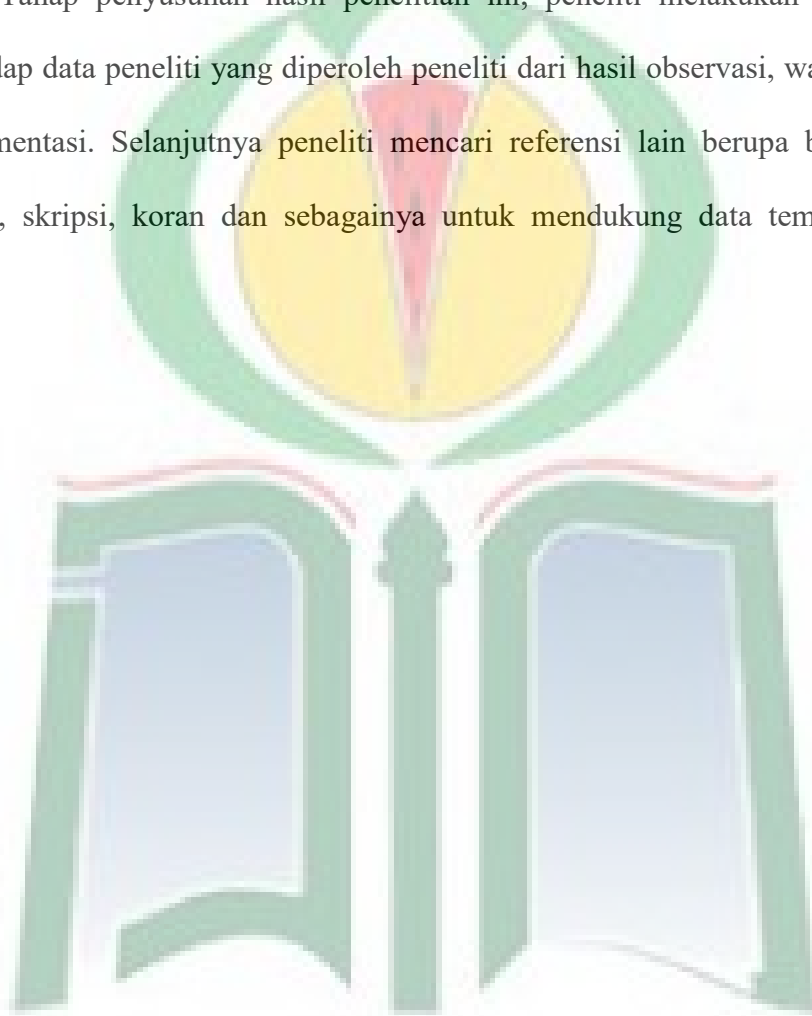 penyusunan hasil penelitian ini, peneliti melakukan
data peneliti yang diperoleh peneliti dari hasil observasi,
Selanjutnya peneliti mencari referensi lain berupa
, skripsi, koran dan sebagainya untuk mendukung data